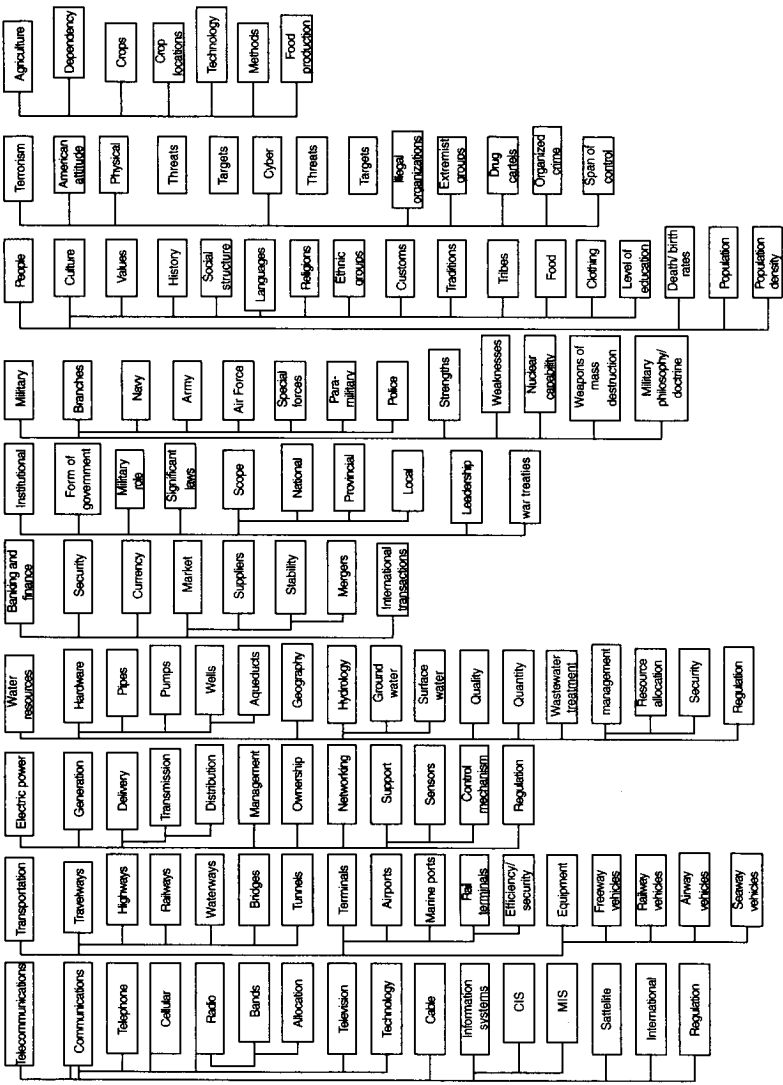 Telecommunications
Communications
Telephone
Cellular
Radio
Bands
Allocation
Television
Technology
Cable
Information
systems
CIS
MIS
Sattelite
International
Regulation
Transportation
Travelways
Highways
Railways
Waterways
Bridges
Tunnels
Terminals
Airports
Marine ports
Rail
terminals
Efficiency/
security
Equipment
Freeway
vehicles
Railway
vehicles
Airway
vehicles
Seaway
vehicles
Electric power
Generation
Delivery
Transmission
Distribution
Management
Ownership
Networking
Support
Sensors
Control
mechanism
Regulation
Water
resources
Hardware
Pipes
Pumps
Wells
Aqueducts
Geography
Hydrology
Ground
water
Surface
water
Quality
Quantity
Wastewater
treatment
management
Resource
allocation
Security
Regulation
Banking and
finance
Security
Currency
Market
Suppliers
Stability
Mergers
International
transactions
Institutional
Form of
government
Military
role
Significant
laws
Scope
National
Provincial
Local
Leadership
war treaties
Military
Branches
Navy
Army
Air Force
Special
forces
Para-
military
Police
Strengths
Weaknesses
Nuclear
capability
Weapons of
mass
destruction
Military
philosophy/
doctrine
People
Culture
Values
History
Social
structure
Languages
Religions
Ethnic
groups
Customs
Traditions
Tribes
Food
Clothing
Level of
education
Death/ birth
rates
Population
Population
density
Terrorism
American
attitude
Physical
Threats
Targets
Cyber
Threats
Targets
Illegal
organizations
Extremist
groups
Drug
cartels
Organized
crime
Span of
control
Agriculture
Dependency
Crops
Crop
locations
Technology
Methods
Food
production